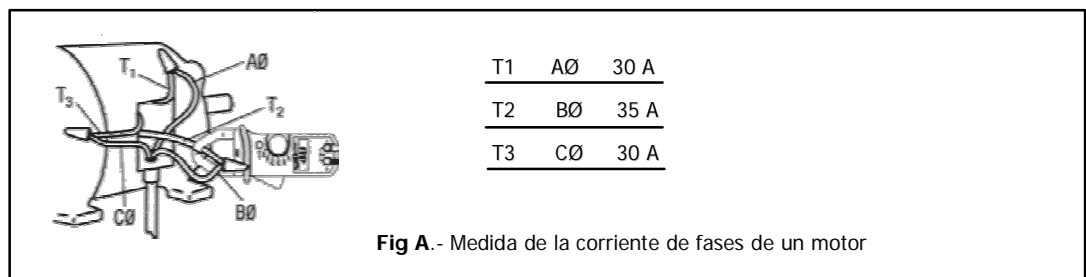 T1 AØ
T3
T2
CØ
BØ
T1 AØ 30 A
T2 BØ 35 A
T3 CØ 30 A
Fig A.- Medida de la corriente de fases de un motor